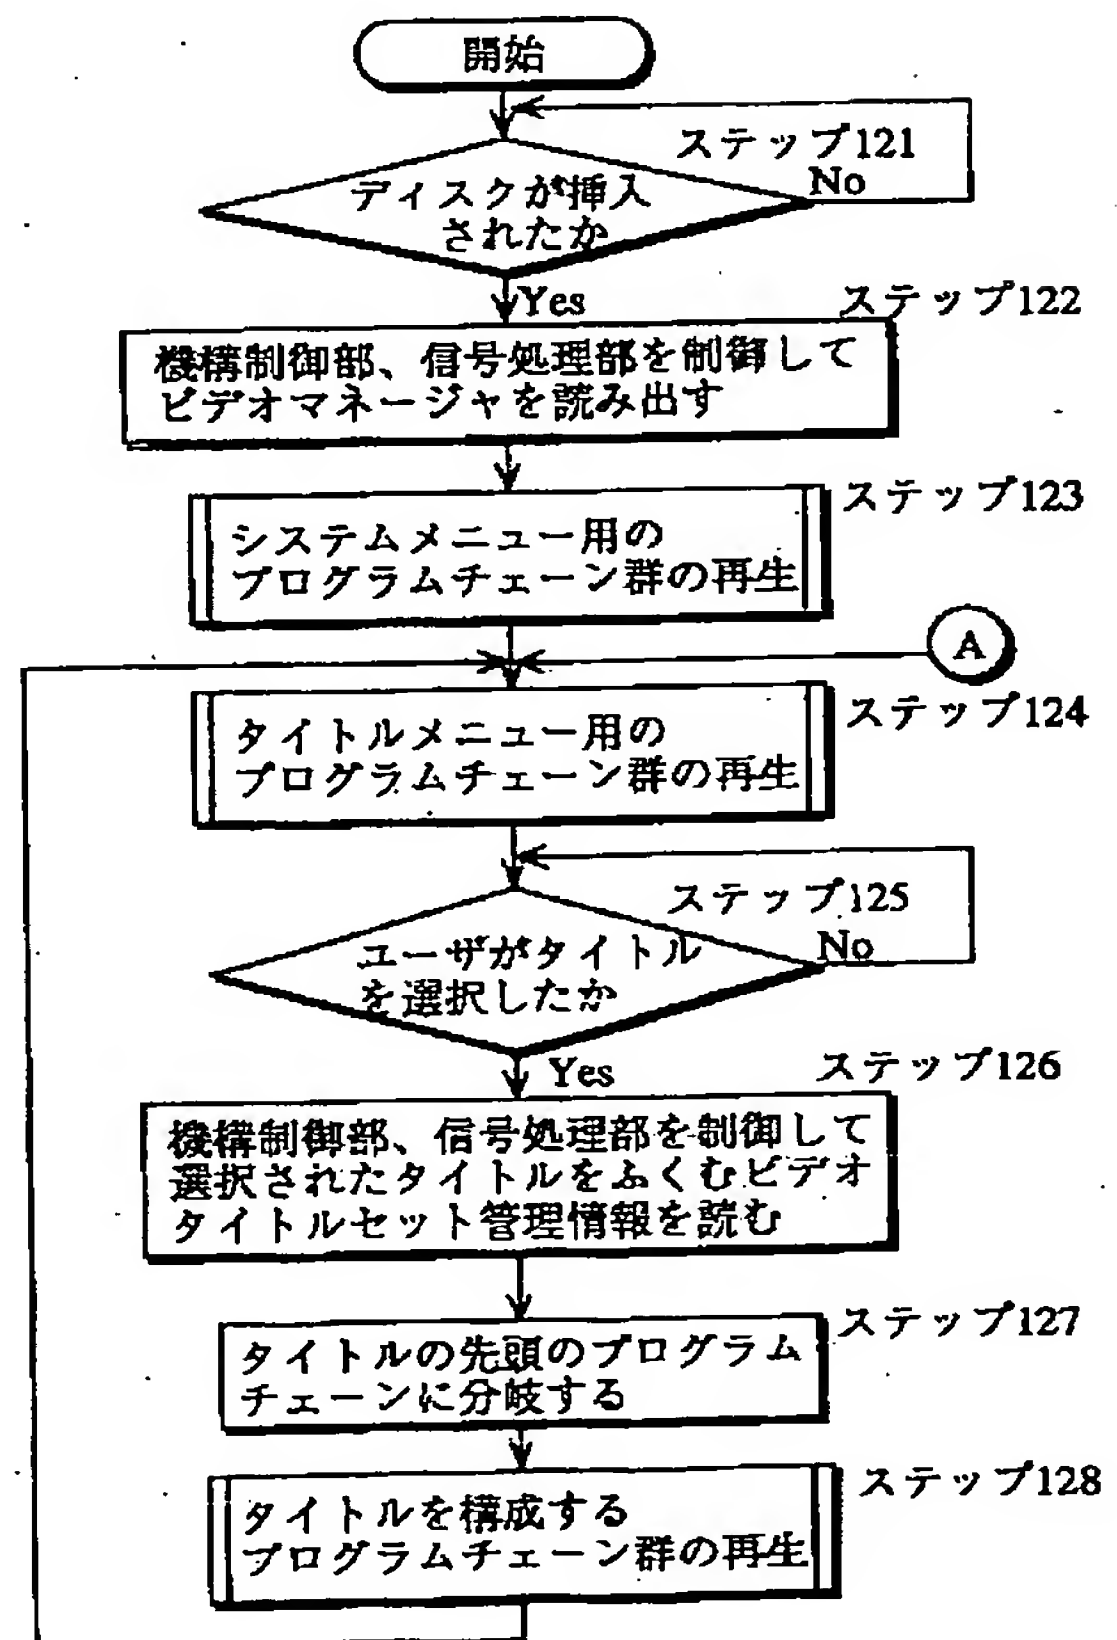 開始
ステップ121
No
ディスクが挿入
されたか
Yes
ステップ122
機構制御部、信号処理部を制御して
ビデオマネージャを読み出す
ステップ123
システムメニュー用の
プログラムチェーン群の再生
A
ステップ124
タイトルメニュー用の
プログラムチェーン群の再生
ステップ125
No
ユーザがタイトル
を選択したか
Yes
ステップ126
機構制御部、信号処理部を制御して
選択されたタイトルをふくむビデオ
タイトルセット管理情報を読む
ステップ127
タイトルの先頭のプログラム
チェーンに分岐する
ステップ128
タイトルを構成する
プログラムチェーン群の再生